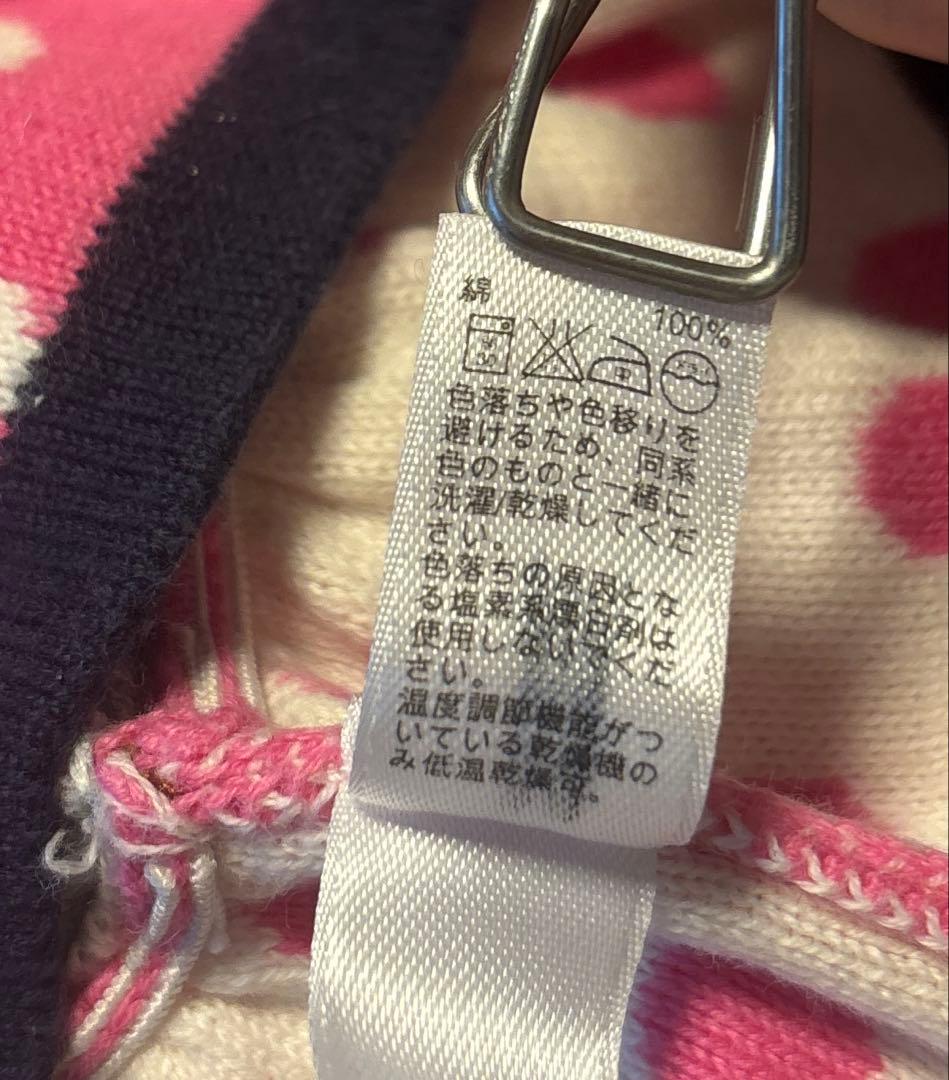 綿
100%
色落ちや色移りを
避けるため、同系
色のものと一緒に
洗濯/乾燥してくだ
さい。
色落ちの原因とな
る塩素系漂白剤は
使用しないでくだ
さい。
温度調節機能がつ
いている乾燥機の
み低温乾燥可。